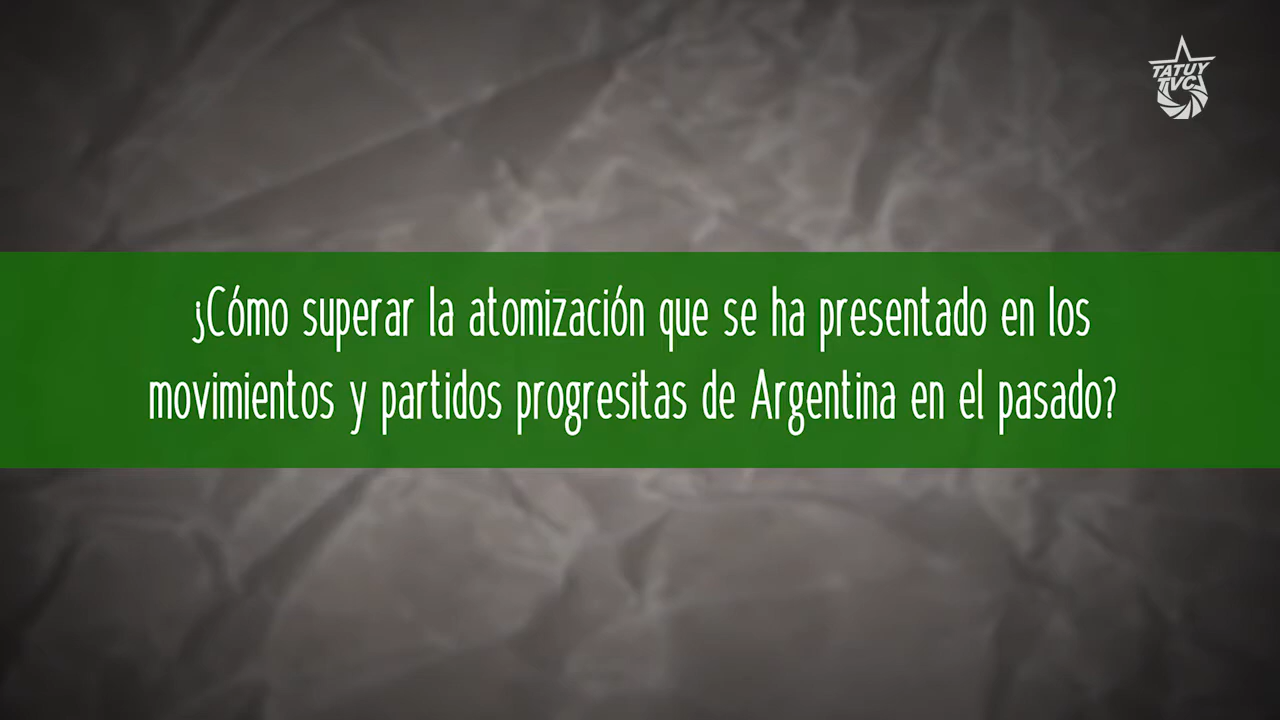 TATUY
TVC
¿Cómo superar la atomización que se ha presentado en los
movimientos y partidos progresitas de Argentina en el pasado?